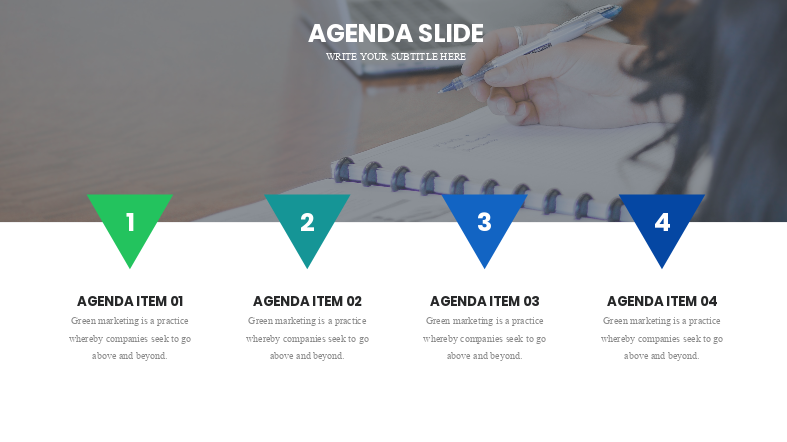 AGENDA SLIDE
WRITE YOUR SUBTITLE HERE
1
2
3
4
AGENDA ITEM 01
Green marketing is a practice
whereby companies seek to go
above and beyond.
AGENDA ITEM 02
Green marketing is a practice
whereby companies seek to go
above and beyond.
AGENDA ITEM 03
Green marketing is a practice
whereby companies seek to go
above and beyond.
AGENDA ITEM 04
Green marketing is a practice
whereby companies seek to go
above and beyond.